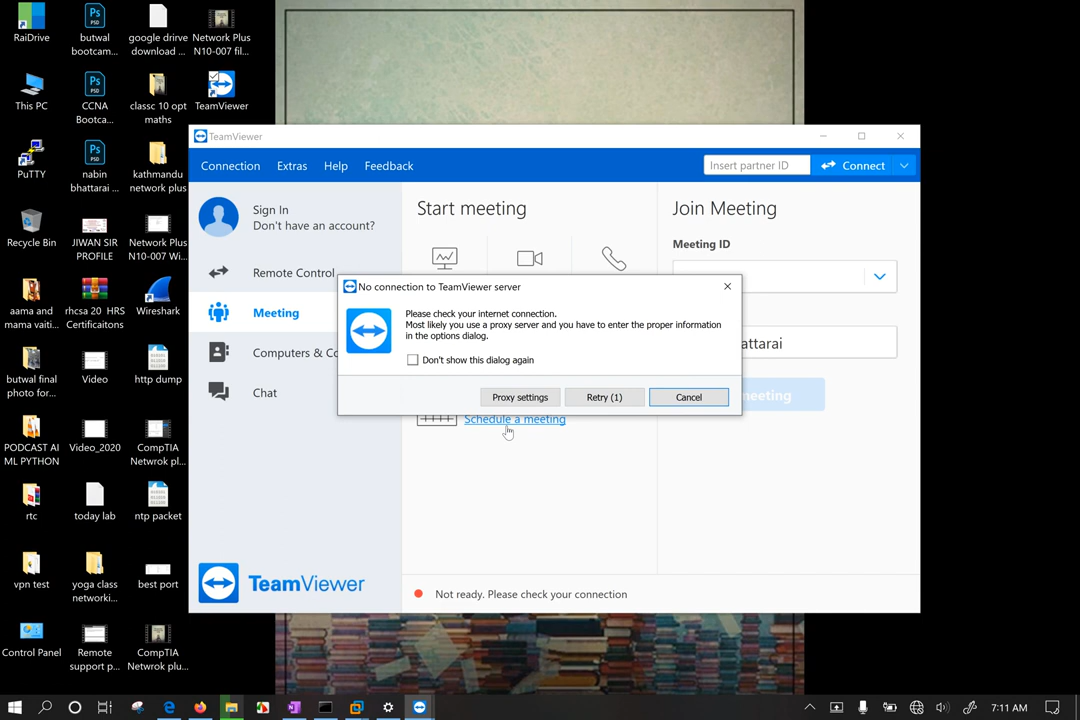 RaiDrive
butwal
bootcam...
google drirve
download ...
Network Plus
N10-007 fil...
This PC
CCNA
Bootca...
classc 10 opt
maths
TeamViewer
PuTTY
nabin
bhattarai ...
kathmandu
network plus
Recycle Bin
JIWAN SIR
PROFILE
Network Plus
N10-007 Wi...
aama and
mama vaiti...
rhcsa 20 HRS
Certificaitons
Wireshark
butwal final
photo for...
Video
http dump
PODCAST AI
ML PYTHON
Video_2020
CompTIA
Netwrok pl...
rtc
today lab
ntp packet
vpn test
yoga class
networki...
best port
Control Panel
Remote
support p...
CompTIA
Netwrok plu...
TeamViewer
Connection
Extras
Help
Feedback
Insert partner ID
Connect
Sign In
Don't have an account?
Remote Control
Meeting
Computers & Co
Chat
TeamViewer
Start meeting
Schedule a meeting
Join Meeting
Meeting ID
attarai
meeting
Not ready. Please check your connection
No connection to TeamViewer server
Please check your internet connection.
Most likely you use a proxy server and you have to enter the proper information
in the options dialog.
Don't show this dialog again
Proxy settings
Retry (1)
Cancel
7:11 AM